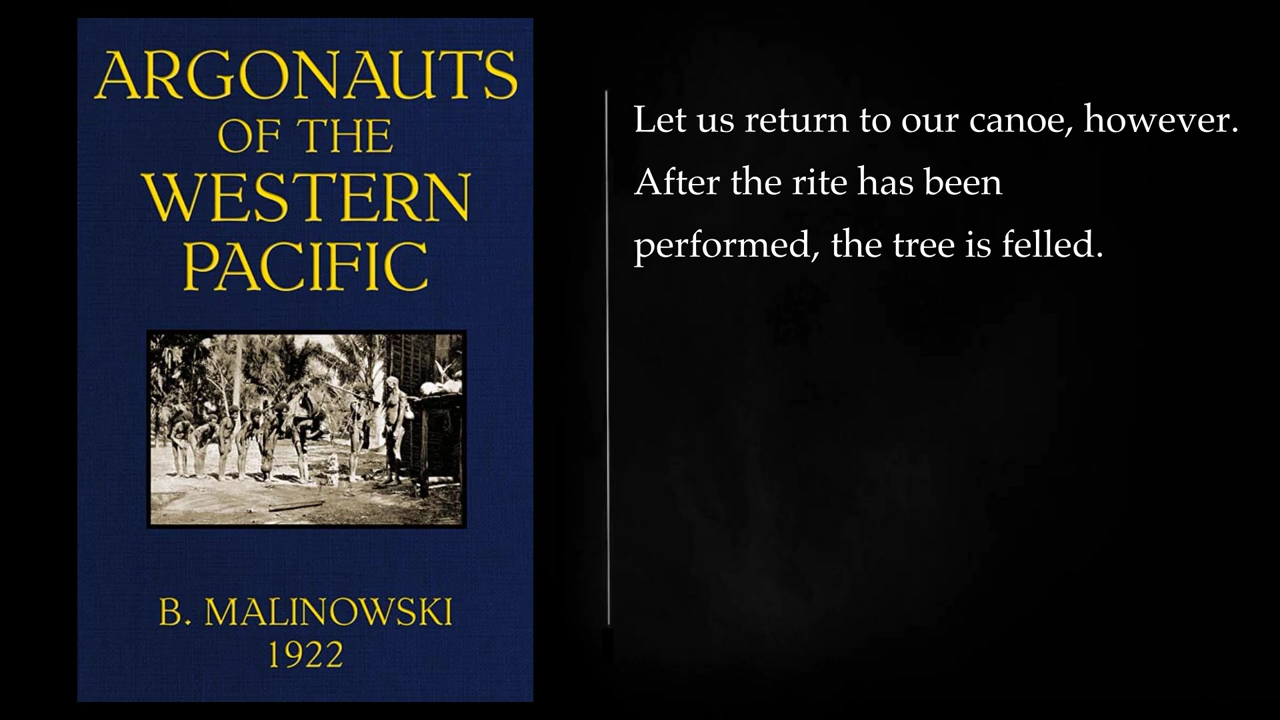 ARGONAUTS
OF THE
WESTERN
PACIFIC
B. MALINOWSKI
1922
Let us return to our canoe, however.
After the rite has been
performed, the tree is felled.